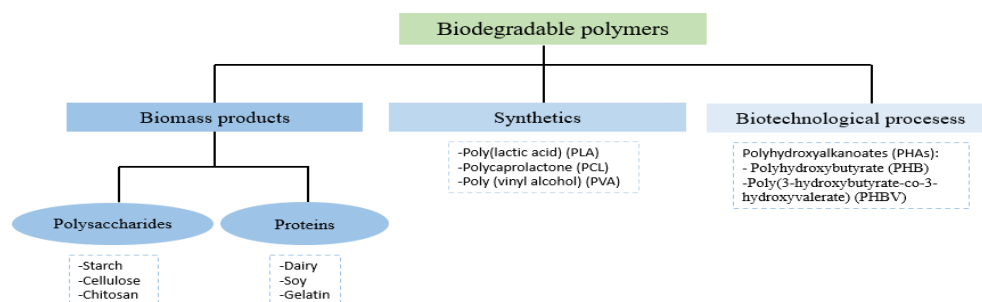 Biodegradable polymers
Biomass products
Synthetics
Biotechnological procesess
-Poly(lactic acid) (PLA)
-Polycaprolactone (PCL)
-Poly (vinyl alcohol) (PVA)
Polyhydroxyalkanoates (PHAs):
- Polyhydroxybutyrate (PHB)
-Poly(3-hydroxybutyrate-co-3-
hydroxyvalerate) (PHBV)
Polysaccharides
Proteins
-Starch
-Cellulose
-Chitosan
-Dairy
-Soy
-Gelatin